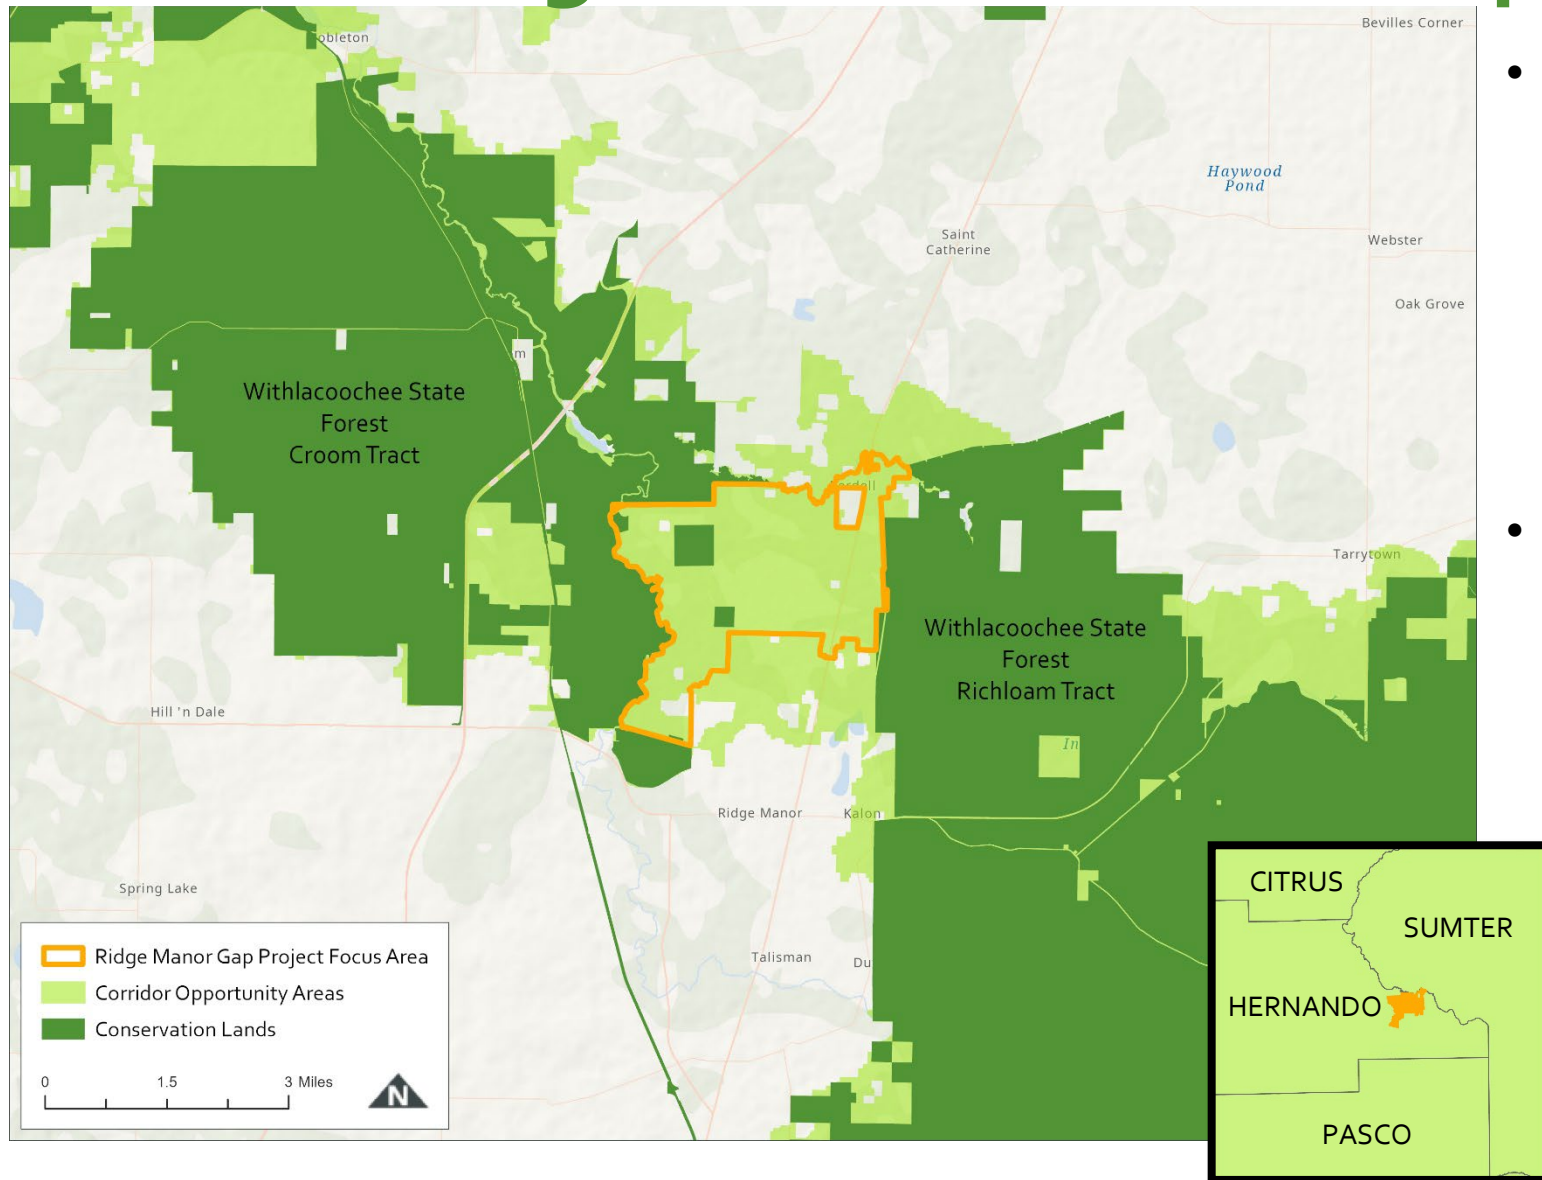 Bevilles Corner
Haywood
Pond
Saint
Catherine
Webster
Oak Grove
m
Withlacoochee State
Forest
Croom Tract
Tarrytown
Withlacoochee State
Forest
Richloam Tract
Hill 'n Dale
In
Ridge Manor
Kalon
Spring Lake
Talisman
Du
Ridge Manor Gap Project Focus Area
Corridor Opportunity Areas
Conservation Lands
0 1.5 3 Miles
N
CITRUS
SUMTER
HERNANDO
PASCO